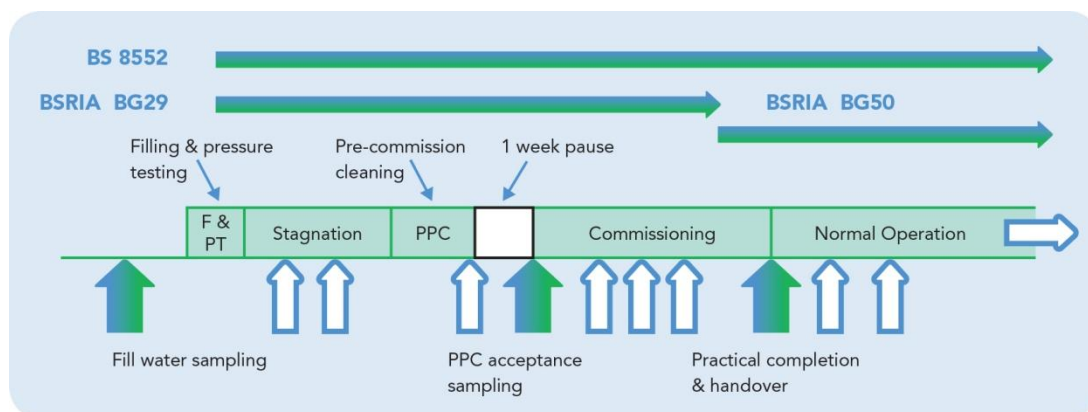 BS 8552
BSRIA BG29
BSRIA BG50
Filling & pressure
testing
Pre-commission
cleaning
1 week pause
F &
PT
Stagnation
PPC
Commissioning
Normal Operation
Fill water sampling
PPC acceptance
sampling
Practical completion
& handover